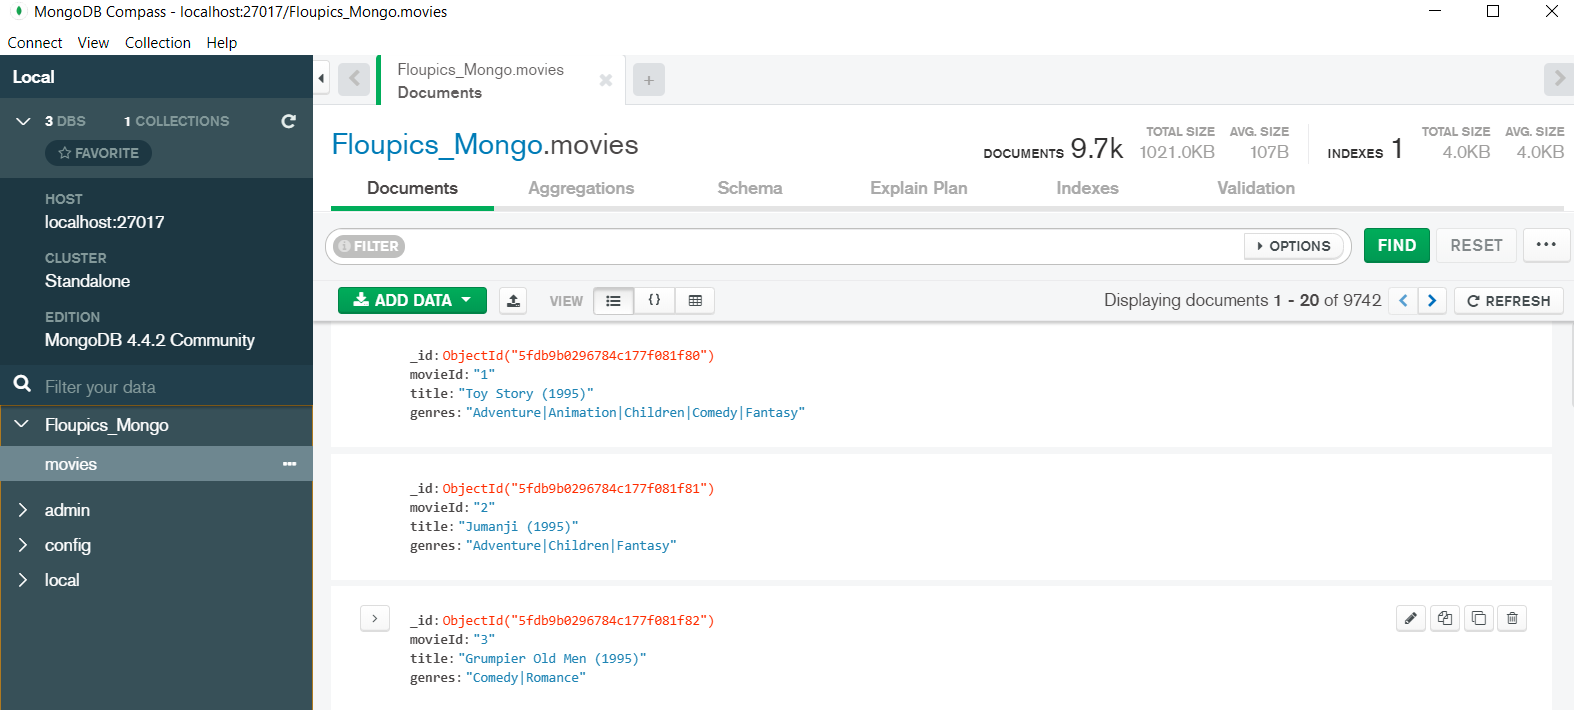 MongoDB Compass - localhost:27017/Floupics_Mongo.movies
Connect View Collection Help
Local
3 DBS 1 COLLECTIONS
FAVORITE
HOST
localhost:27017
CLUSTER
Standalone
EDITION
MongoDB 4.4.2 Community
Filter your data
Floupics_Mongo
movies
admin
config
local
Floupics_Mongo.movies
Documents
Floupics_Mongo.movies
DOCUMENTS 9.7k TOTAL SIZE 1021.0KB AVG. SIZE 107B INDEXES 1 TOTAL SIZE 4.0KB AVG. SIZE 4.0KB
Documents Aggregations Schema Explain Plan Indexes Validation
FILTER OPTIONS FIND RESET
ADD DATA VIEW {} Displaying documents 1 - 20 of 9742 REFRESH
_id: ObjectId("5fdb9b0296784c177f081f80")
movieId: "1"
title: "Toy Story (1995)"
genres: "Adventure|Animation|Children|Comedy|Fantasy"
_id: ObjectId("5fdb9b0296784c177f081f81")
movieId: "2"
title: "Jumanji (1995)"
genres: "Adventure|Children|Fantasy"
_id: ObjectId("5fdb9b0296784c177f081f82")
movieId: "3"
title: "Grumpier Old Men (1995)"
genres: "Comedy|Romance"